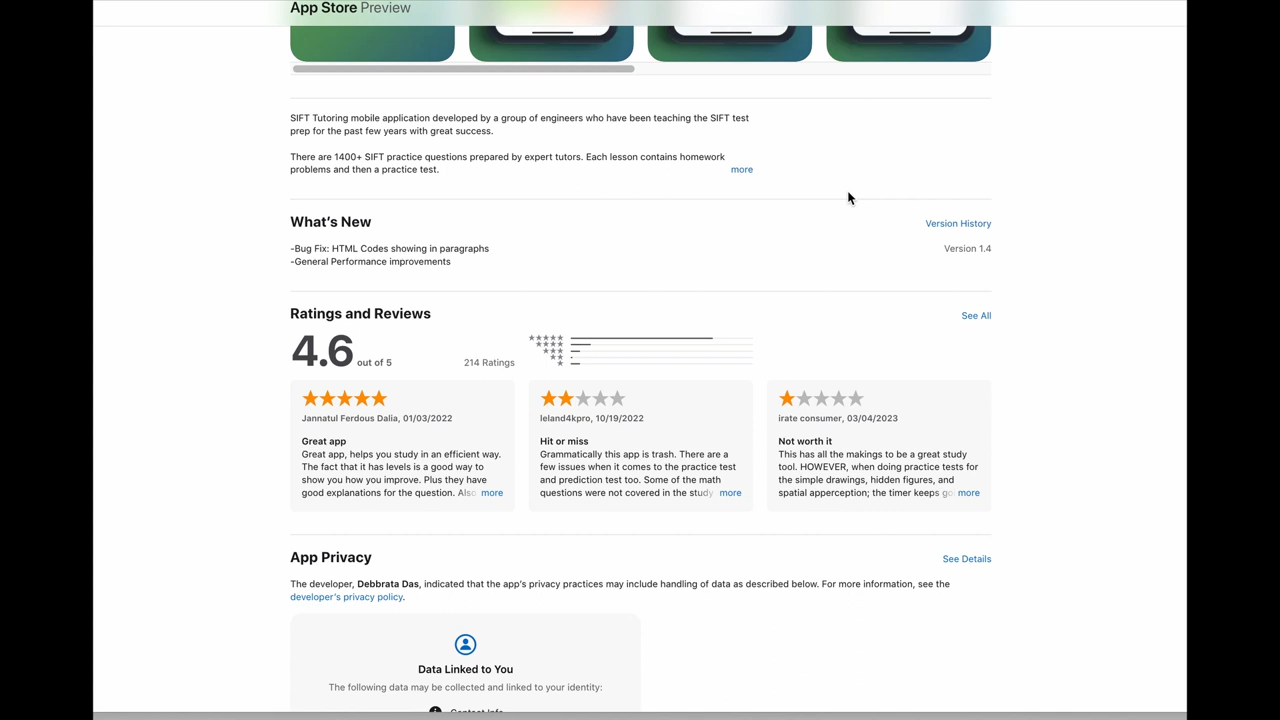 App Store Preview
SIFT Tutoring mobile application developed by a group of engineers who have been teaching the SIFT test
prep for the past few years with great success.
There are 1400+ SIFT practice questions prepared by expert tutors. Each lesson contains homework
problems and then a practice test.
more
What's New
Version History
-Bug Fix: HTML Codes showing in paragraphs
Version 1.4
-General Performance improvements
Ratings and Reviews
See All
4.6 out of 5
214 Ratings
Jannatul Ferdous Dalia, 01/03/2022
Great app
Great app, helps you study in an efficient way.
The fact that it has levels is a good way to
show you how you improve. Plus they have
good explanations for the question. Also more
leland4kpro, 10/19/2022
Hit or miss
Grammatically this app is trash. There are a
few issues when it comes to the practice test
and prediction test too. Some of the math
questions were not covered in the study more
irate consumer, 03/04/2023
Not worth it
This has all the makings to be a great study
tool. HOWEVER, when doing practice tests for
the simple drawings, hidden figures, and
spatial apperception; the timer keeps go more
App Privacy
See Details
The developer, Debbrata Das, indicated that the app's privacy practices may include handling of data as described below. For more information, see the
developer's privacy policy.
Data Linked to You
The following data may be collected and linked to your identity:
Contact Info